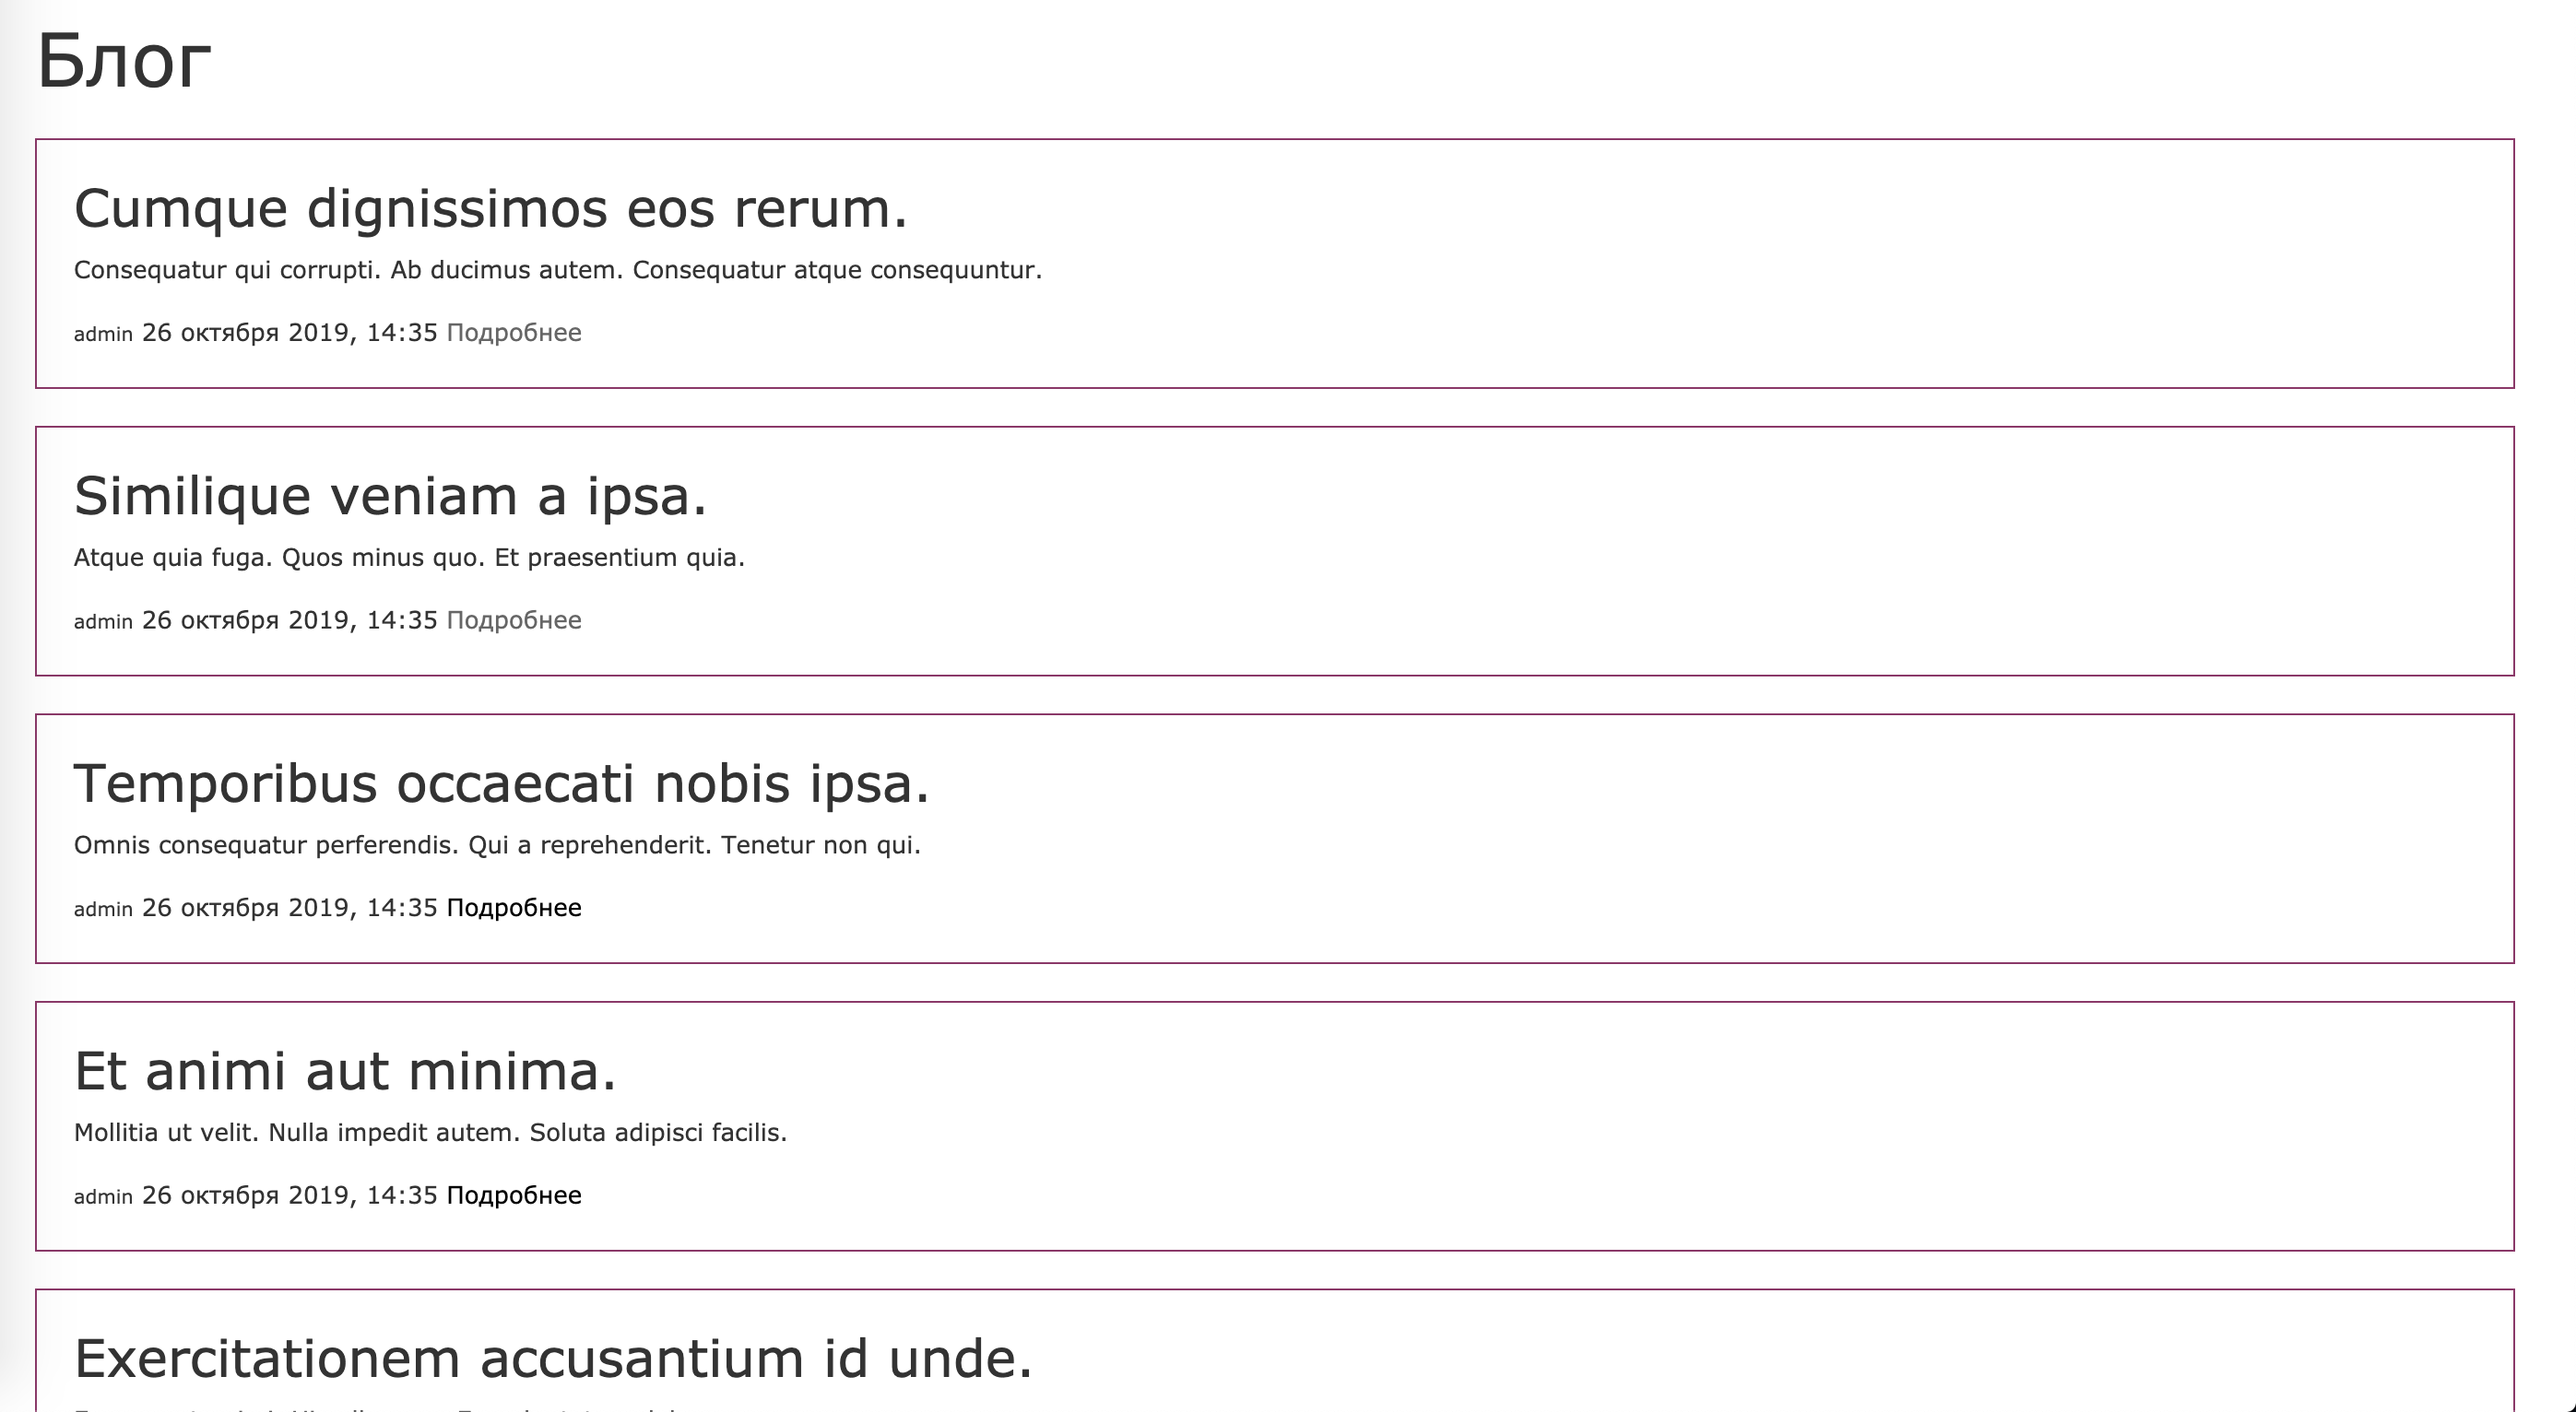 Блог
Cumque dignissimos eos rerum.
Consequatur qui corrupti. Ab ducimus autem. Consequatur atque consequuntur.
admin 26 октября 2019, 14:35 Подробнее
Similique veniam a ipsa.
Atque quia fuga. Quos minus quo. Et praesentium quia.
admin 26 октября 2019, 14:35 Подробнее
Temporibus occaecati nobis ipsa.
Omnis consequatur perferendis. Qui a reprehenderit. Tenetur non qui.
admin 26 октября 2019, 14:35 Подробнее
Et animi aut minima.
Mollitia ut velit. Nulla impedit autem. Soluta adipisci facilis.
admin 26 октября 2019, 14:35 Подробнее
Exercitationem accusantium id unde.